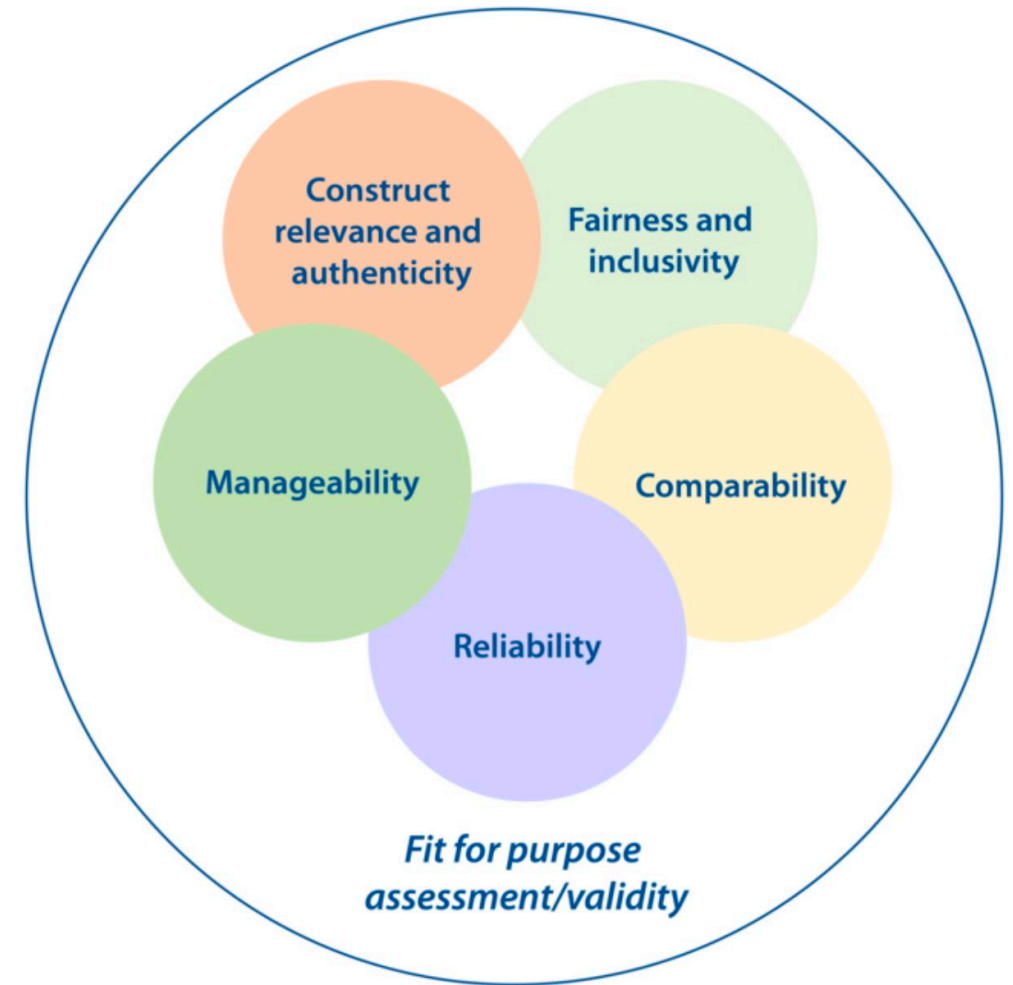 Construct
relevance and
authenticity
Fairness and
inclusivity
Manageability
Comparability
Reliability
Fit for purpose
assessment/validity